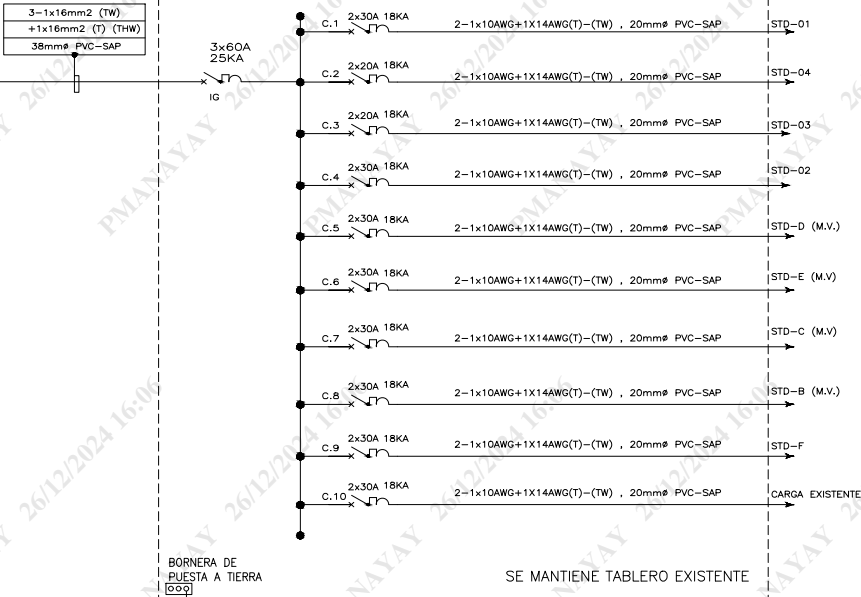 3-1x16mm2 (TW)
+1x16mm2 (T) (THW)
38mmø PVC-SAP
3x60A
25KA
IG
C.1 2x30A 18KA 2-1x10AWG+1X14AWG(T)-(TW) , 20mmø PVC-SAP STD-01
C.2 2x20A 18KA 2-1x10AWG+1X14AWG(T)-(TW) , 20mmø PVC-SAP STD-04
C.3 2x20A 18KA 2-1x10AWG+1X14AWG(T)-(TW) , 20mmø PVC-SAP STD-03
C.4 2x30A 18KA 2-1x10AWG+1X14AWG(T)-(TW) , 20mmø PVC-SAP STD-02
C.5 2x30A 18KA 2-1x10AWG+1X14AWG(T)-(TW) , 20mmø PVC-SAP STD-D (M.V.)
C.6 2x30A 18KA 2-1x10AWG+1X14AWG(T)-(TW) , 20mmø PVC-SAP STD-E (M.V)
C.7 2x30A 18KA 2-1x10AWG+1X14AWG(T)-(TW) , 20mmø PVC-SAP STD-C (M.V)
C.8 2x30A 18KA 2-1x10AWG+1X14AWG(T)-(TW) , 20mmø PVC-SAP STD-B (M.V.)
C.9 2x30A 18KA 2-1x10AWG+1X14AWG(T)-(TW) , 20mmø PVC-SAP STD-F
C.10 2x30A 18KA 2-1x10AWG+1X14AWG(T)-(TW) , 20mmø PVC-SAP CARGA EXISTENTE
BORNERA DE
PUESTA A TIERRA
SE MANTIENE TABLERO EXISTENTE
PMANAYAY 26/12/2024 16:06